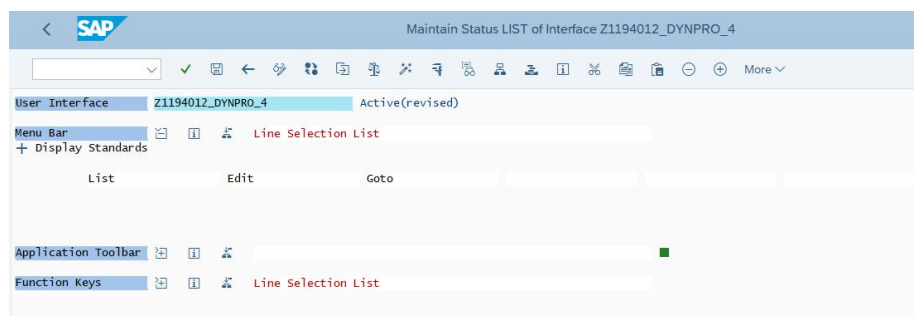 SAP
Maintain Status LIST of Interface Z1194012_DYNPRO_4
More
User Interface Z1194012_DYNPRO_4 Active(revised)
Menu Bar Line Selection List
+ Display Standards
List Edit Goto
Application Toolbar
Function Keys Line Selection List